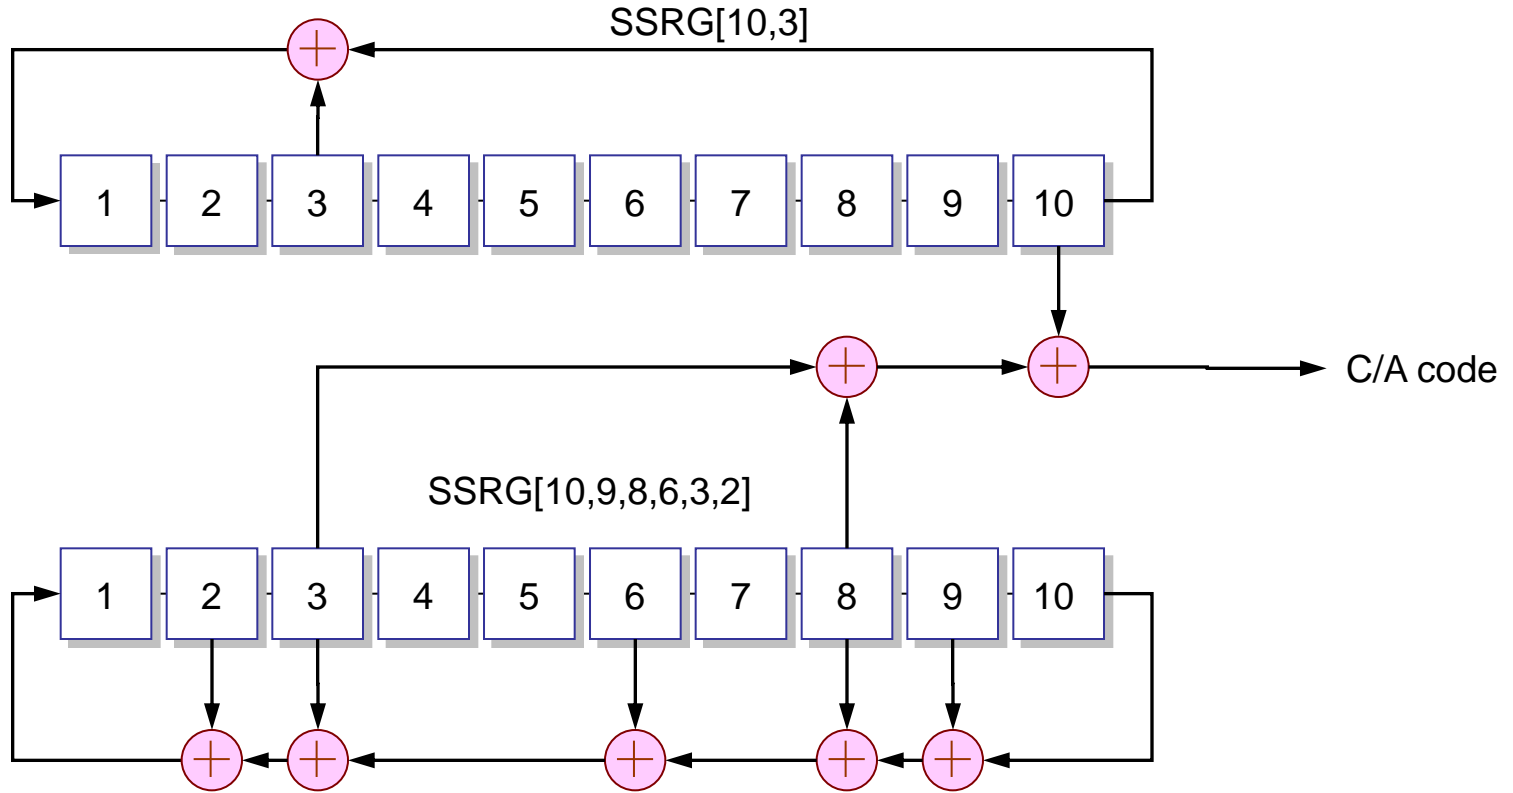 SSRG[10,3]
1 2 3 4 5 6 7 8 9 10
C/A code
SSRG[10,9,8,6,3,2]
1 2 3 4 5 6 7 8 9 10